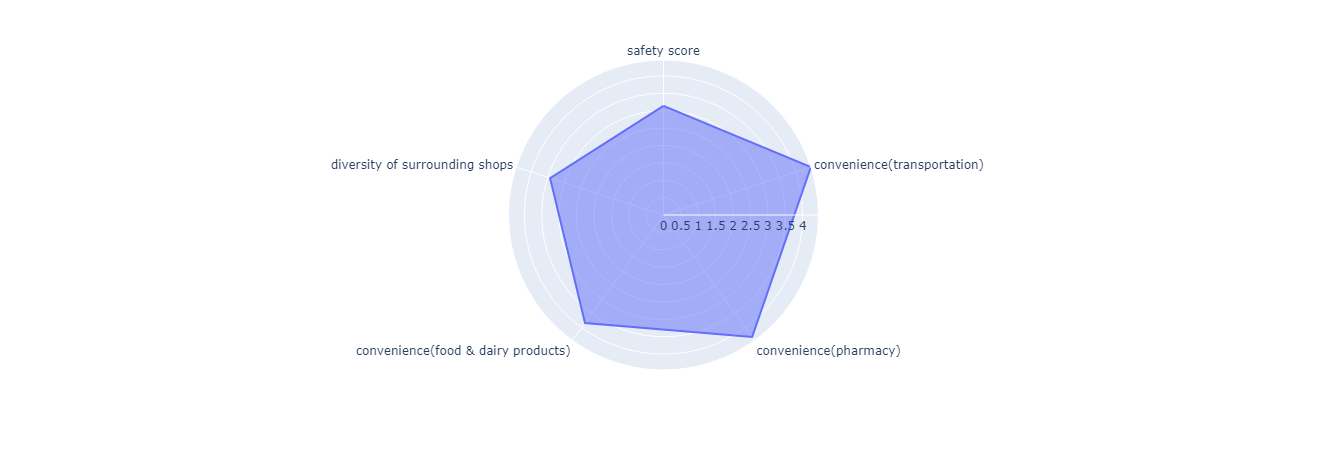 safety score
diversity of surrounding shops
convenience(transportation)
0 0.5 1 1.5 2 2.5 3 3.5 4
convenience(food & dairy products)
convenience(pharmacy)